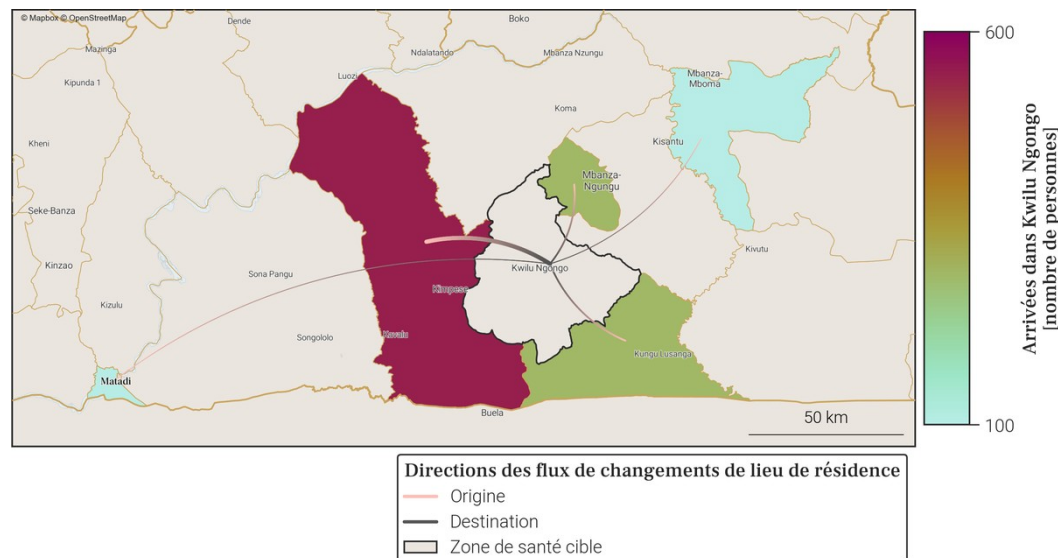 © Mapbox © OpenStreetMap
Boko
Dende
Mazinga
Ndalatando
Mbanza Nzungu
Kipunda 1
Luozi
Mbanza-
Mboma
Koma
Kheni
Kisantu
Mbanza-
Ngungu
Seke-Banza
Kivutu
Kinzao
Sona Pangu
Kwilu Ngongo
Kimpese
Kizulu
Songololo
Kwalu
Kungu Lusanga
Matadi
Buela
50 km
600
100
Arrivées dans Kwilu Ngongo
[nombre de personnes]
Directions des flux de changements de lieu de résidence
Origine
Destination
Zone de santé cible